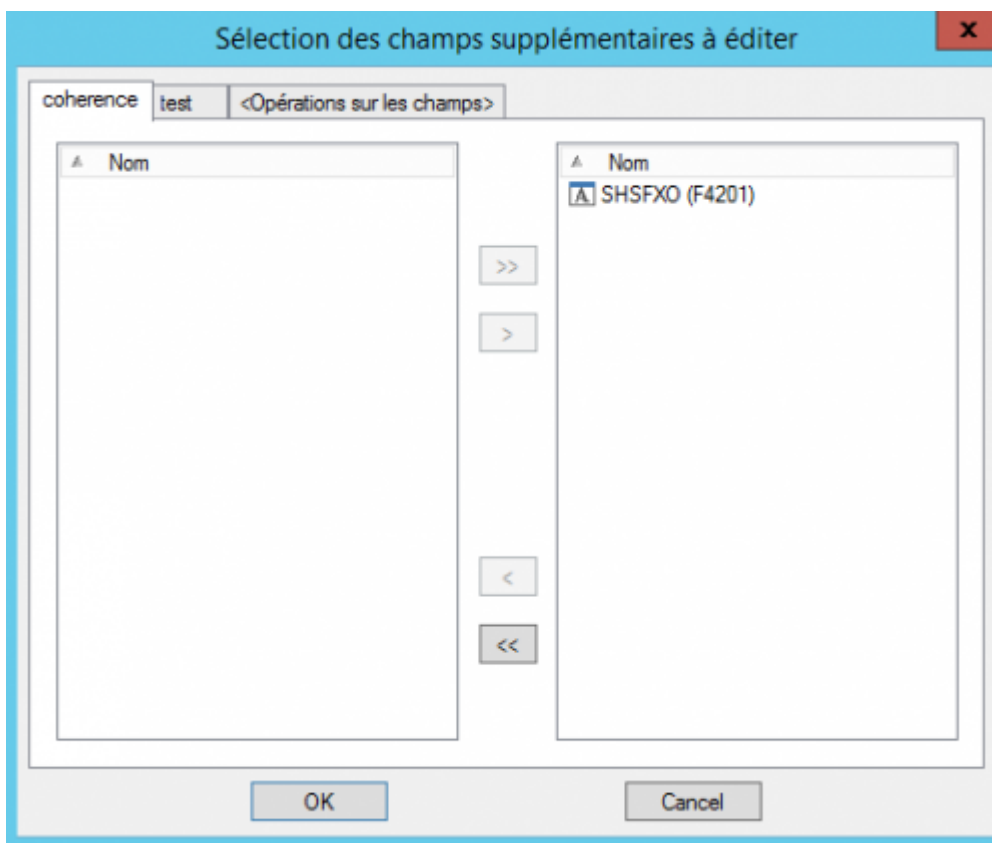 Sélection des champs supplémentaires à éditer
x
coherence test <Opérations sur les champs>
Nom Nom
A SHSFXO (F4201)
>>
>
<
<<
OK Cancel